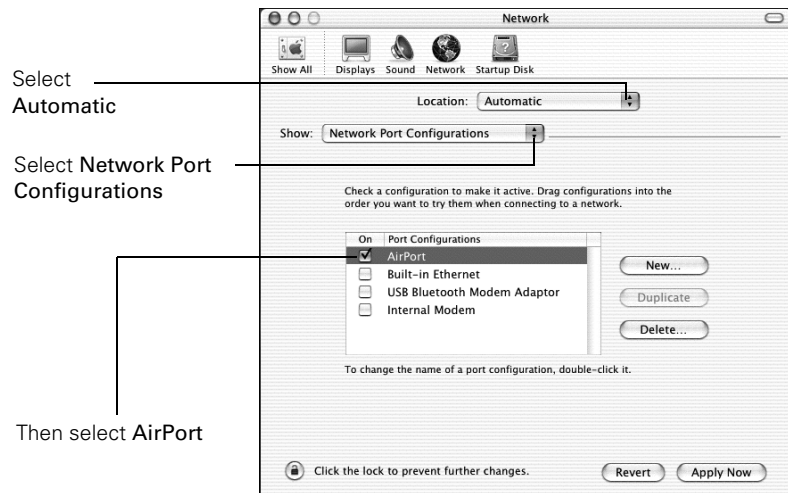 Network
Show All Displays Sound Network Startup Disk
Select
Automatic
Location: Automatic
Show: Network Port Configurations
Select Network Port
Configurations
Check a configuration to make it active. Drag configurations into the
order you want to try them when connecting to a network.
On Port Configurations
AirPort
Built-in Ethernet
USB Bluetooth Modem Adaptor
Internal Modem
New...
Duplicate
Delete...
To change the name of a port configuration, double-click it.
Then select AirPort
Click the lock to prevent further changes.
Revert Apply Now